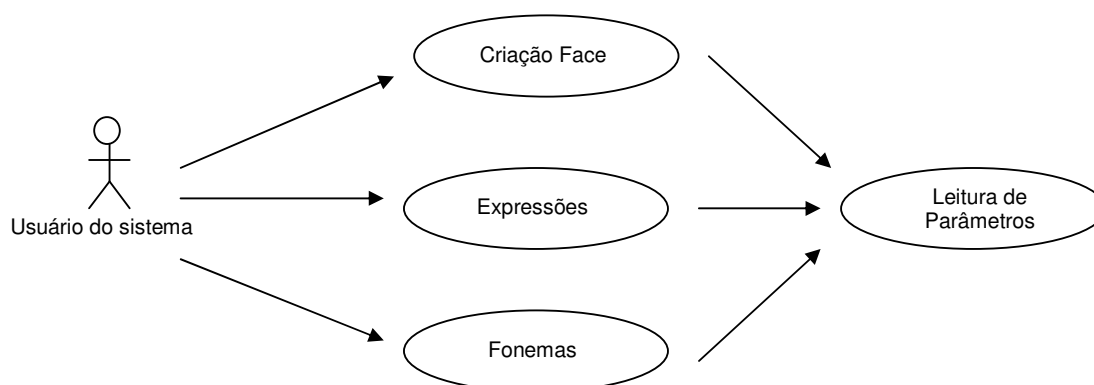 Criação Face
Usuário do sistema
Expressões
Leitura de
Parâmetros
Fonemas